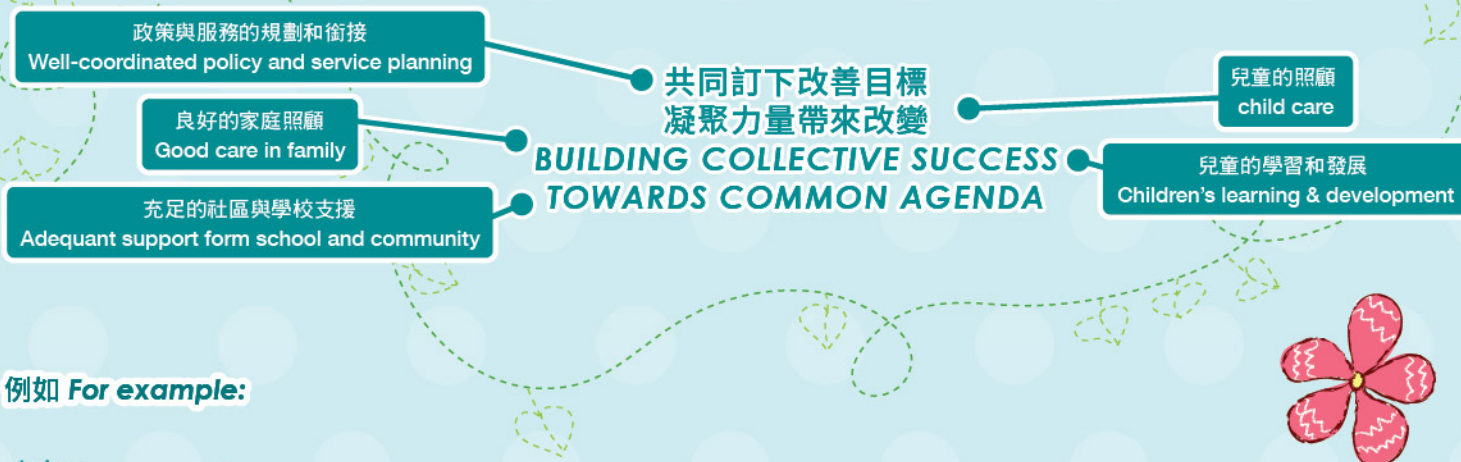 政策與服務的規劃和銜接
Well-coordinated policy and service planning
良好的家庭照顧
Good care in family
充足的社區與學校支援
Adequant support form school and community
共同訂下改善目標
凝聚力量帶來改變
BUILDING COLLECTIVE SUCCESS
TOWARDS COMMON AGENDA
兒童的照顧
child care
兒童的學習和發展
Children's learning & development
例如 For example: